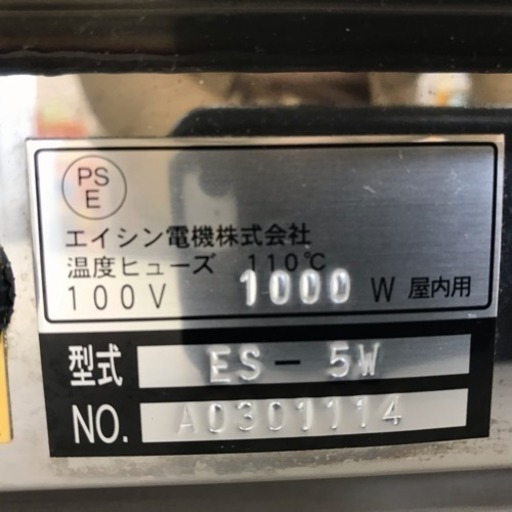 PS
E
エイシン電機株式会社
温度ヒューズ 110℃
100V 1000 W 屋内用
型式 ES-5W
NO. A0301114